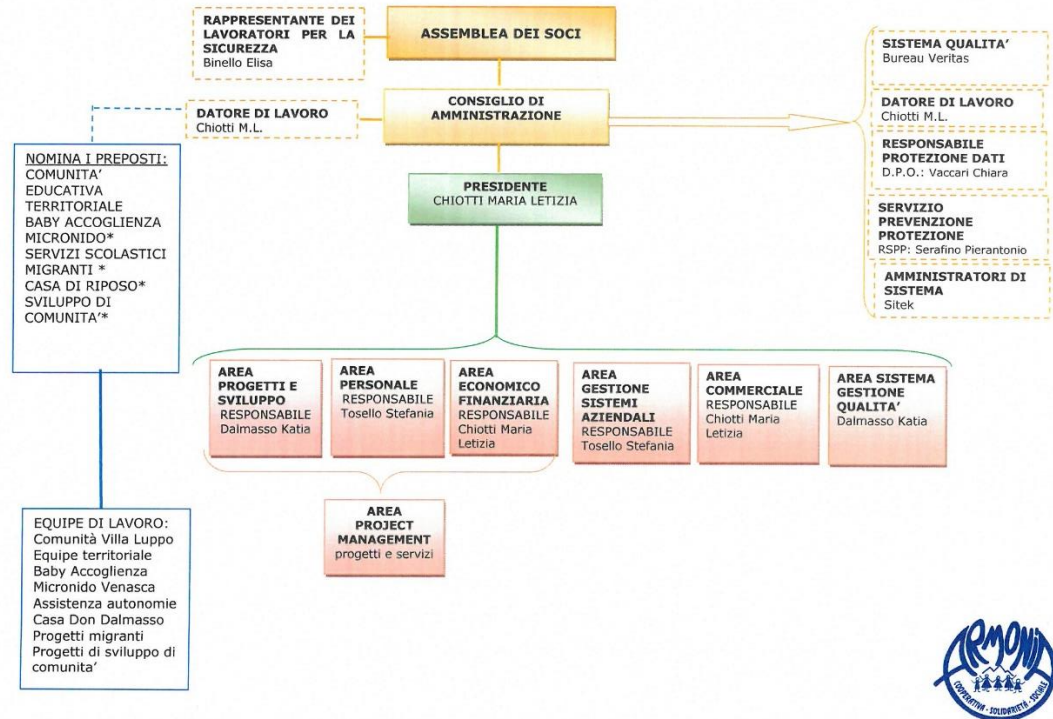 RAPPRESENTANTE DEI
LAVORATORI PER LA
SICUREZZA
Binello Elisa
ASSEMBLEA DEI SOCI
SISTEMA QUALITA’
Bureau Veritas
DATORE DI LAVORO
Chiotti M.L.
CONSIGLIO DI
AMMINISTRAZIONE
DATORE DI LAVORO
Chiotti M.L.
RESPONSABILE
PROTEZIONE DATI
D.P.O.: Vaccari Chiara
SERVIZIO
PREVENZIONE
PROTEZIONE
RSPP: Serafino Pierantonio
AMMINISTRATORI DI
SISTEMA
Sitek
NOMINA I PREPOSTI:
COMUNITA’
EDUCATIVA
TERRITORIALE
BABY ACCOGLIENZA
MICRONIDO*
SERVIZI SCOLASTICI
MIGRANTI *
CASA DI RIPOSO*
SVILUPPO DI
COMUNITA’*
PRESIDENTE
CHIOTTI MARIA LETIZIA
AREA
PROGETTI E
SVILUPPO
RESPONSABILE
Dalmasso Katia
AREA
PERSONALE
RESPONSABILE
Tosello Stefania
AREA
ECONOMICO
FINANZIARIA
RESPONSABILE
Chiotti Maria
Letizia
AREA
GESTIONE
SISTEMI
AZIENDALI
RESPONSABILE
Tosello Stefania
AREA
COMMERCIALE
RESPONSABILE
Chiotti Maria
Letizia
AREA SISTEMA
GESTIONE
QUALITA’
Dalmasso Katia
AREA
PROJECT
MANAGEMENT
progetti e servizi
EQUIPE DI LAVORO:
Comunità Villa Luppo
Equipe territoriale
Baby Accoglienza
Micronido Venasca
Assistenza autonomie
Casa Don Dalmasso
Progetti migranti
Progetti di sviluppo di
comunita’
ARMONIA
COOPERATIVA - SOLIDARIETÀ - SOCIALE